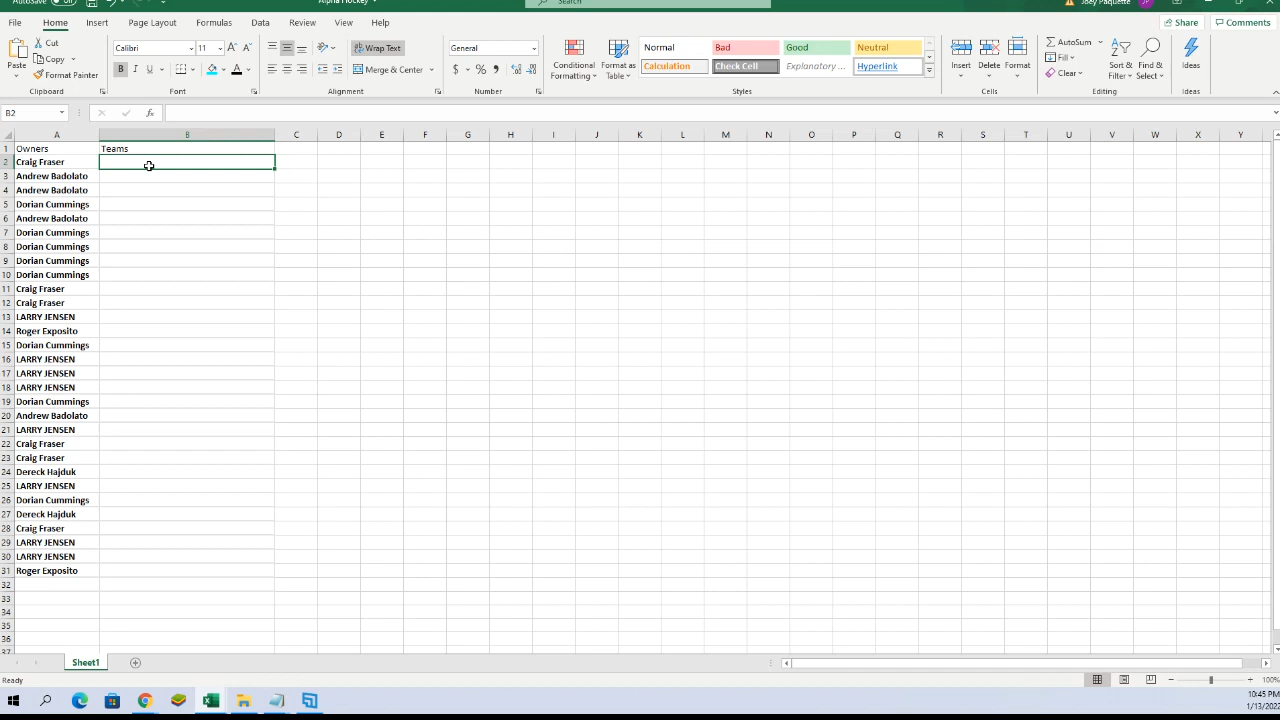 AutoSave Off
Alpha Hockey
Search
Joey Paquette JP
File Home Insert Page Layout Formulas Data Review View Help Share Comments
Paste Cut Copy Format Painter
Calibri 11 A A
B I U A
Wrap Text
Merge & Center
General
$ % ,
Conditional Formatting
Format as Table
Normal Bad Good Neutral
Calculation Check Cell Explanatory ... Hyperlink
Insert Delete Format
AutoSum
Fill
Clear
Sort & Filter
Find & Select
Ideas
Clipboard Font Alignment Number Styles Cells Editing Ideas
B2 fx
A B C D E F G H I J K L M N O P Q R S T U V W X Y
1 Owners Teams
2 Craig Fraser
3 Andrew Badolato
4 Andrew Badolato
5 Dorian Cummings
6 Andrew Badolato
7 Dorian Cummings
8 Dorian Cummings
9 Dorian Cummings
10 Dorian Cummings
11 Craig Fraser
12 Craig Fraser
13 LARRY JENSEN
14 Roger Exposito
15 Dorian Cummings
16 LARRY JENSEN
17 LARRY JENSEN
18 LARRY JENSEN
19 Dorian Cummings
20 Andrew Badolato
21 LARRY JENSEN
22 Craig Fraser
23 Craig Fraser
24 Dereck Hajduk
25 LARRY JENSEN
26 Dorian Cummings
27 Dereck Hajduk
28 Craig Fraser
29 LARRY JENSEN
30 LARRY JENSEN
31 Roger Exposito
32
33
34
35
36
37
Sheet1
Ready
100%
10:45 PM
1/13/2022